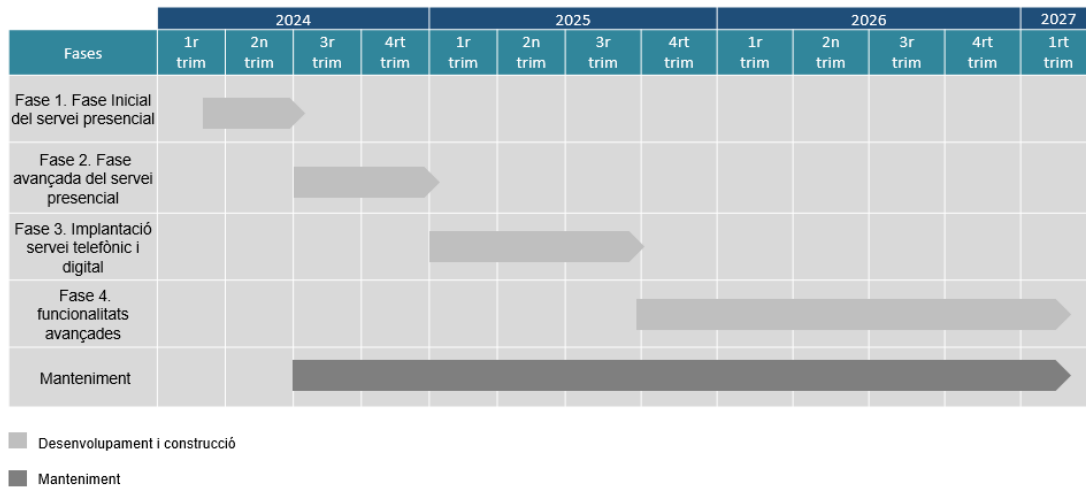 2024 2025 2026 2027
Fases
1r trim 2n trim 3r trim 4rt trim 1r trim 2n trim 3r trim 4rt trim 1r trim 2n trim 3r trim 4rt trim 1rt trim
Fase 1. Fase Inicial
del servei presencial
Fase 2. Fase
avançada del servei
presencial
Fase 3. Implantació
servei telefònic i
digital
Fase 4.
funcionalitats
avançades
Manteniment
Desenvolupament i construcció
Manteniment